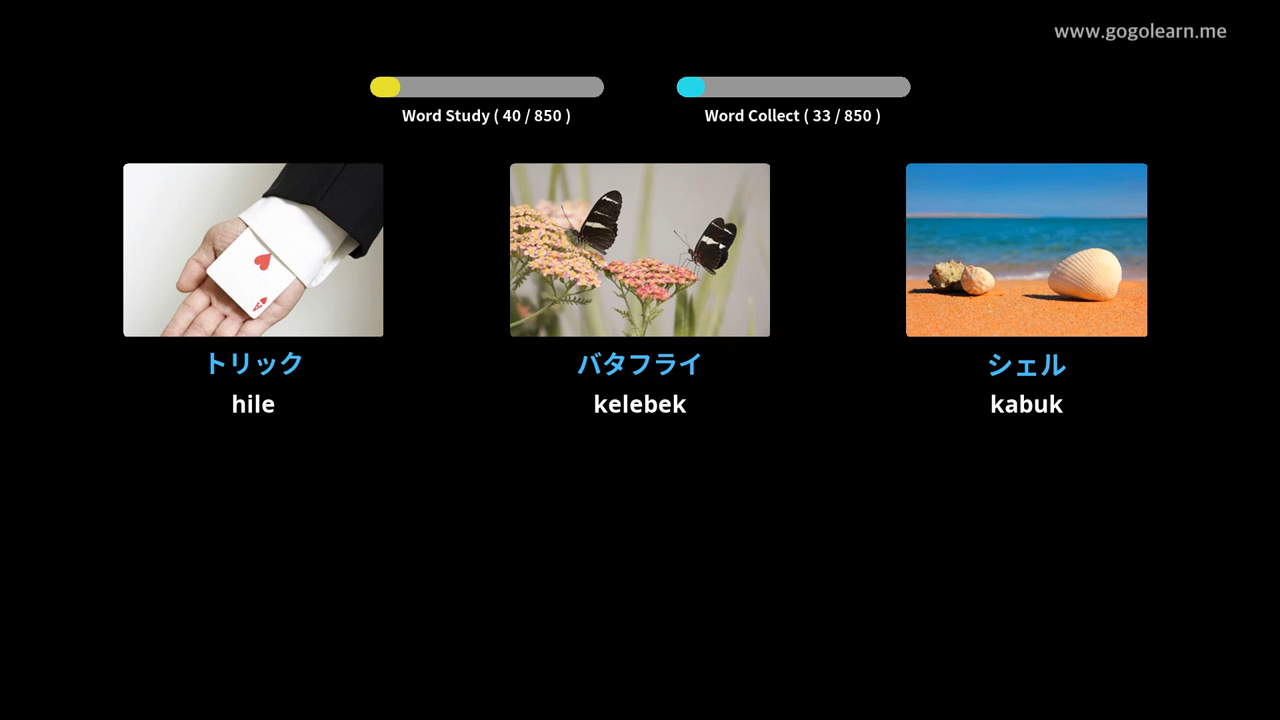 www.gogolearn.me
Word Study ( 40 / 850 )
Word Collect ( 33 / 850 )
トリック
バタフライ
シェル
hile
kelebek
kabuk